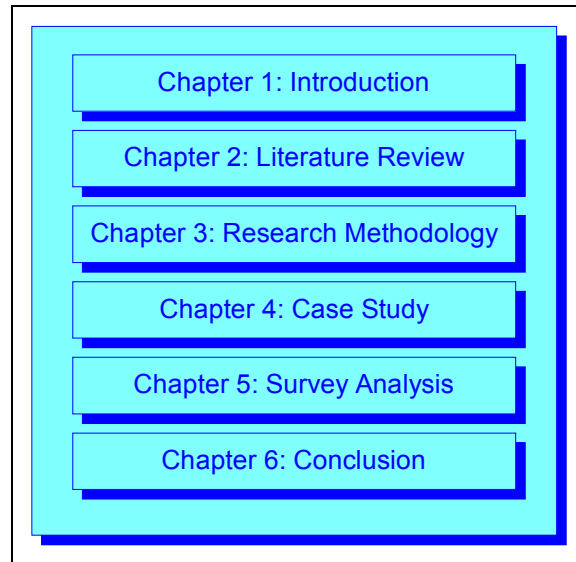 Chapter 1: Introduction
Chapter 2: Literature Review
Chapter 3: Research Methodology
Chapter 4: Case Study
Chapter 5: Survey Analysis
Chapter 6: Conclusion